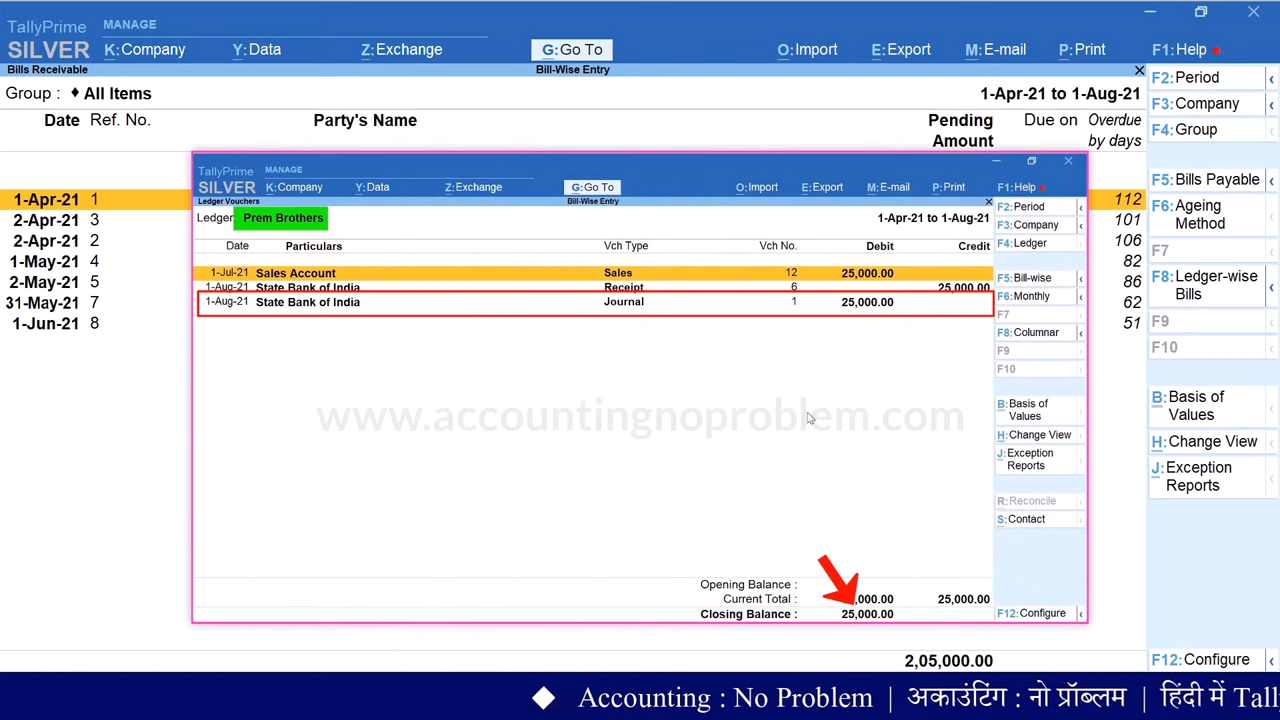 TallyPrime MANAGE
SILVER K:Company Y:Data Z:Exchange G:Go To O:Import E:Export M:E-mail P:Print F1:Help
Bills Receivable Bill-Wise Entry
Group : ♦ All Items 1-Apr-21 to 1-Aug-21
Date Ref. No. Party's Name Pending Amount Due on Overdue by days
1-Apr-21 1 112
2-Apr-21 3 101
2-Apr-21 2 106
1-May-21 4 82
2-May-21 5 86
31-May-21 7 62
1-Jun-21 8 51
2,05,000.00
TallyPrime MANAGE
SILVER K:Company Y:Data Z:Exchange G:Go To O:Import E:Export M:E-mail P:Print F1:Help
Ledger Vouchers Bill-Wise Entry
Ledger: Prem Brothers 1-Apr-21 to 1-Aug-21
Date Particulars Vch Type Vch No. Debit Credit
1-Jul-21 Sales Account Sales 12 25,000.00
1-Aug-21 State Bank of India Receipt 6 25,000.00
1-Aug-21 State Bank of India Journal 1 25,000.00
www.accountingnoproblem.com
Opening Balance :
Current Total : 25,000.00
Closing Balance : 25,000.00
F2:Period
F3:Company
F4:Ledger
F5:Bill-wise
F6:Monthly
F7
F8:Columnar
F9
F10
B:Basis of
Values
H:Change View
J:Exception
Reports
R:Reconcile
S:Contact
F12:Configure
F2:Period
F3:Company
F4:Group
F5:Bills Payable
F6:Ageing
Method
F7
F8:Ledger-wise
Bills
F9
F10
B:Basis of
Values
H:Change View
J:Exception
Reports
F12:Configure
◆ Accounting : No Problem | अकाउंटिंग : नो प्रॉब्लम | हिंदी में Tall